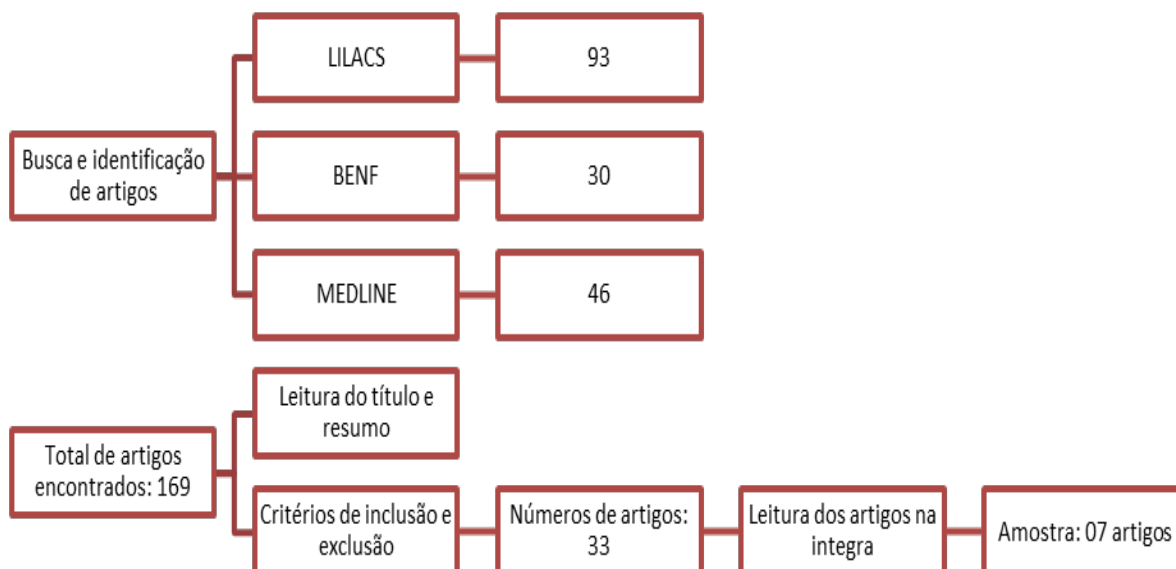 LILACS
93
Busca e identificação
de artigos
BENF
30
MEDLINE
46
Leitura do título e
resumo
Total de artigos
encontrados: 169
Critérios de inclusão e
exclusão
Números de artigos:
33
Leitura dos artigos na
integra
Amostra: 07 artigos